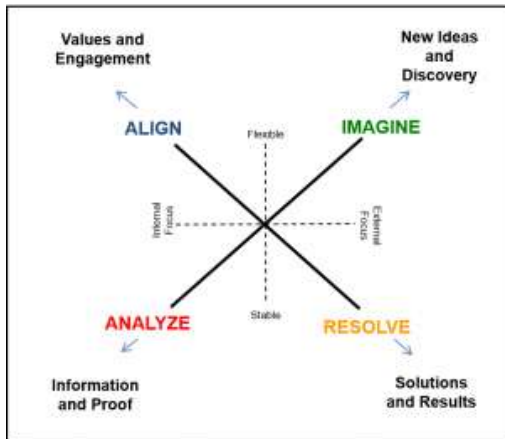 Values and
Engagement
New Ideas
and
Discovery
ALIGN
IMAGINE
Flexible
Internal
Focus
External
Focus
Stable
ANALYZE
RESOLVE
Information
and Proof
Solutions
and Results